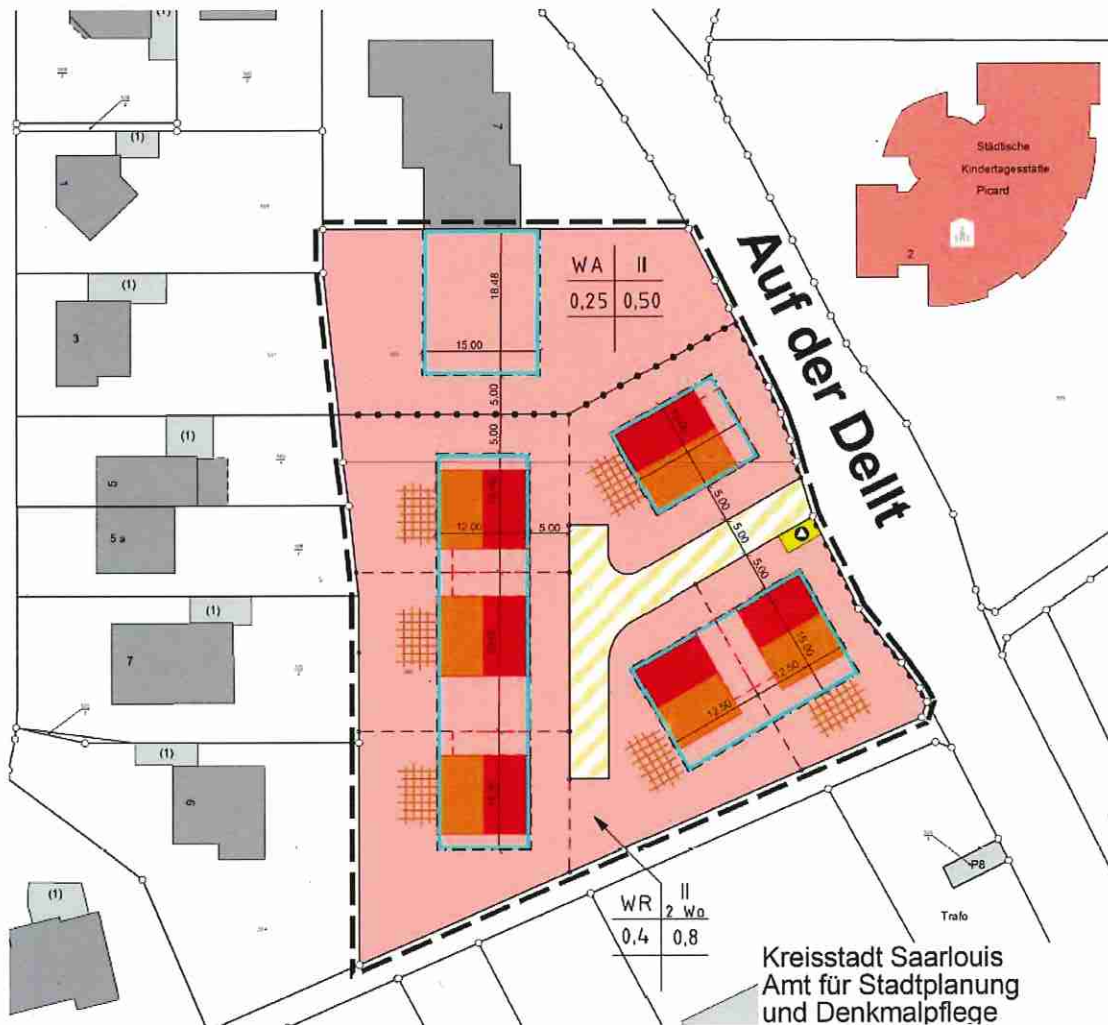 (1)
(1)
1
7
Städtische
Kindertagesstätte
Picard
2
Auf der Dellt
WA II
0,25 0,50
18.48
15.00
(1)
3
5.00
5.00
(1)
5
5 a
12.00
5.00
5.00
5.00
5.00
(1)
7
15.00
12.50
12.50
(1)
9
WR II
2 Wo
0,4 0,8
P8
Trafo
(1)
Kreisstadt Saarlouis
Amt für Stadtplanung
und Denkmalpflege